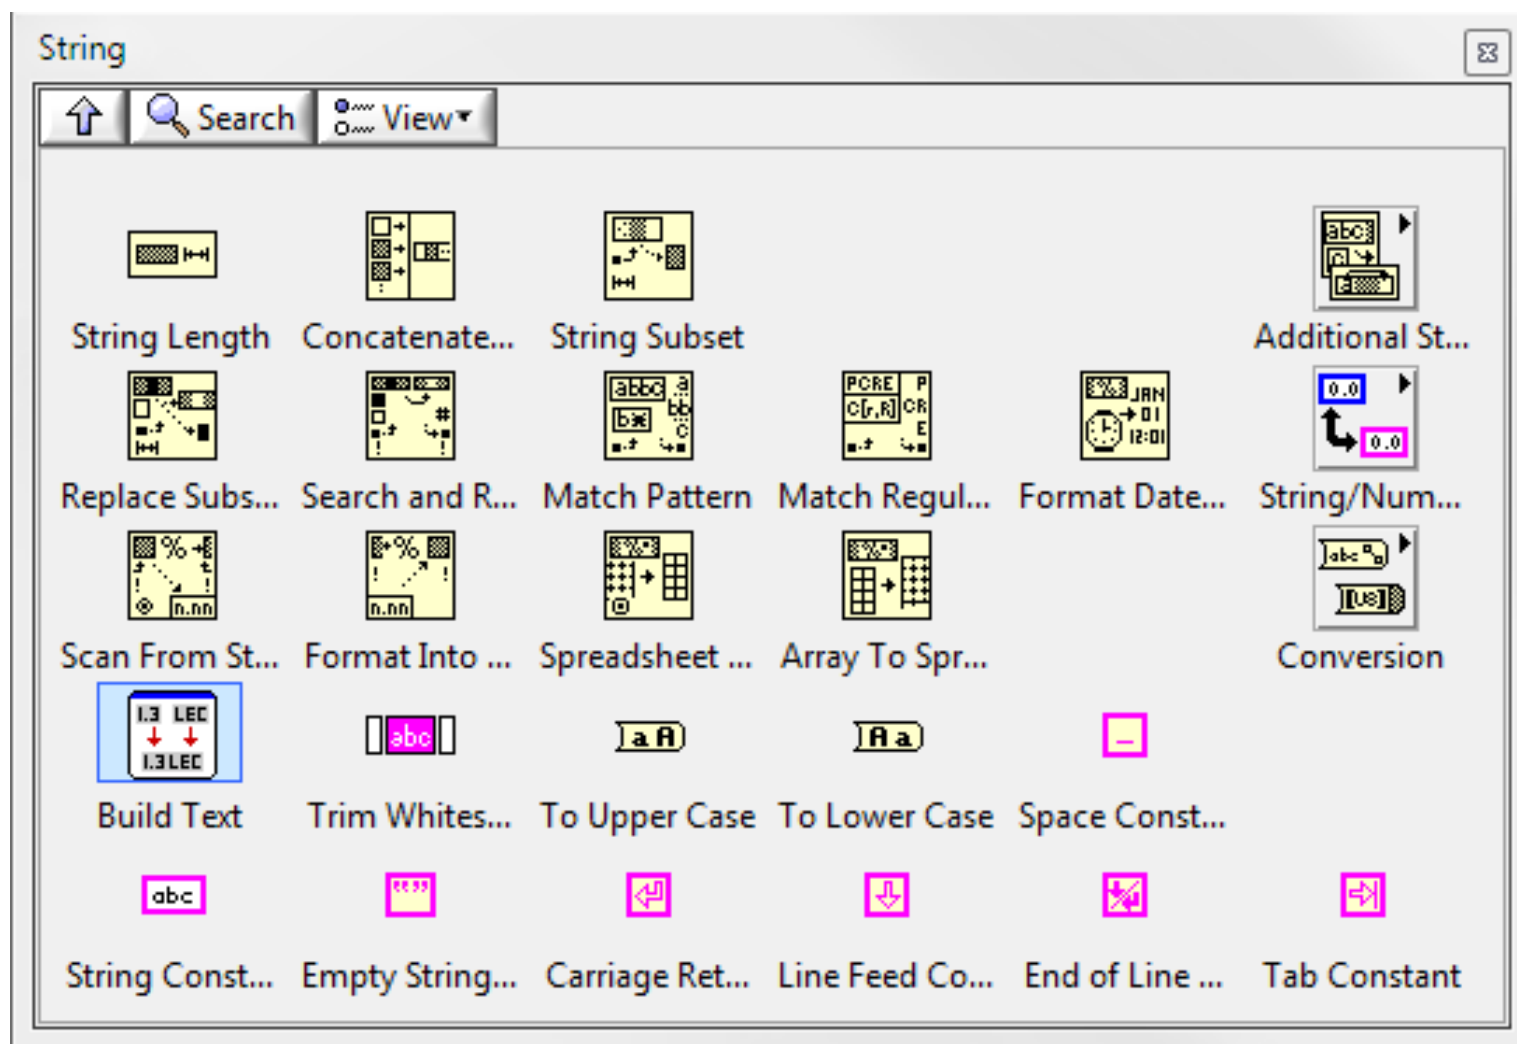 String
Search View
String Length Concatenate... String Subset Additional St...
Replace Subs... Search and R... Match Pattern Match Regul... Format Date... String/Num...
Scan From St... Format Into ... Spreadsheet ... Array To Spr... Conversion
Build Text Trim Whites... To Upper Case To Lower Case Space Const...
String Const... Empty String... Carriage Ret... Line Feed Co... End of Line ... Tab Constant